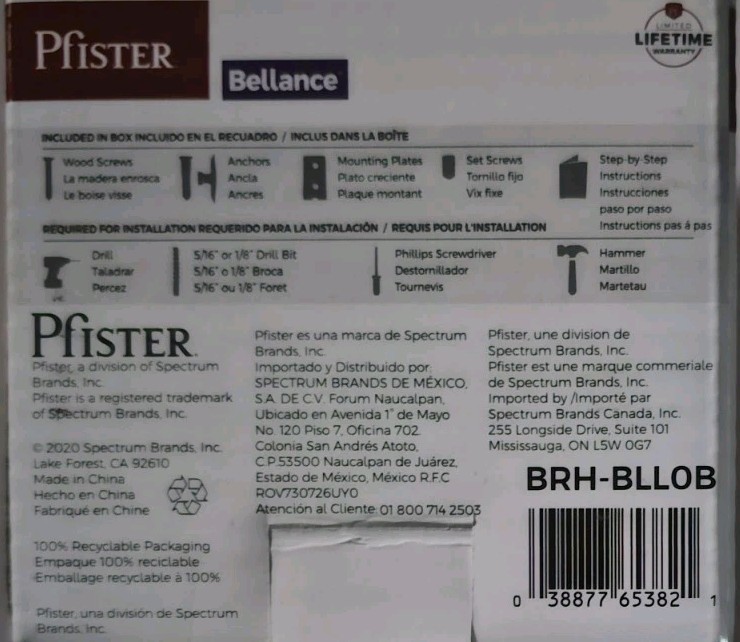 Pfister
Bellance
LIMITED
LIFETIME
WARRANTY
INCLUDED IN BOX INCLUIDO EN EL RECUADRO / INCLUS DANS LA BOÎTE
Wood Screws
La madera enrosca
Le boise visse
Anchors
Ancla
Ancres
Mounting Plates
Plato creciente
Plaque montant
Set Screws
Tornillo fijo
Vix fixe
Step-by-Step
Instructions
Instrucciones
paso por paso
Instructions pas á pas
REQUIRED FOR INSTALLATION REQUERIDO PARA LA INSTALACIÓN / REQUIS POUR L'INSTALLATION
Drill
Taladrar
Percez
5/16" or 1/8" Drill Bit
5/16" o 1/8" Broca
5/16" ou 1/8" Foret
Phillips Screwdriver
Destornillador
Tournevis
Hammer
Martillo
Martetau
Pfister
Pfister, a division of Spectrum
Brands, Inc.
Pfister is a registered trademark
of Spectrum Brands, Inc.
© 2020 Spectrum Brands, Inc.
Lake Forest, CA 92610
Made in China
Hecho en China
Fabriqué en Chine
100% Recyclable Packaging
Empaque 100% reciclable
Emballage recyclable à 100%
Pfister, una división de Spectrum
Brands, Inc.
Pfister es una marca de Spectrum
Brands, Inc.
Importado y Distribuido por:
SPECTRUM BRANDS DE MÉXICO,
S.A. DE C.V. Forum Naucalpan,
Ubicado en Avenida 1° de Mayo
No. 120 Piso 7, Oficina 702
Colonia San Andrés Atoto,
C.P.53500 Naucalpan de Juárez,
Estado de México, México R.F.C
ROV730726UY0
Atención al Cliente: 01 800 714 2503
Pfister, une division de
Spectrum Brands, Inc.
Pfister est une marque commeriale
de Spectrum Brands, Inc.
Imported by /Importé par
Spectrum Brands Canada, Inc.
255 Longside Drive, Suite 101
Mississauga, ON L5W 0G7
BRH-BLL0B
0 38877 65382 1